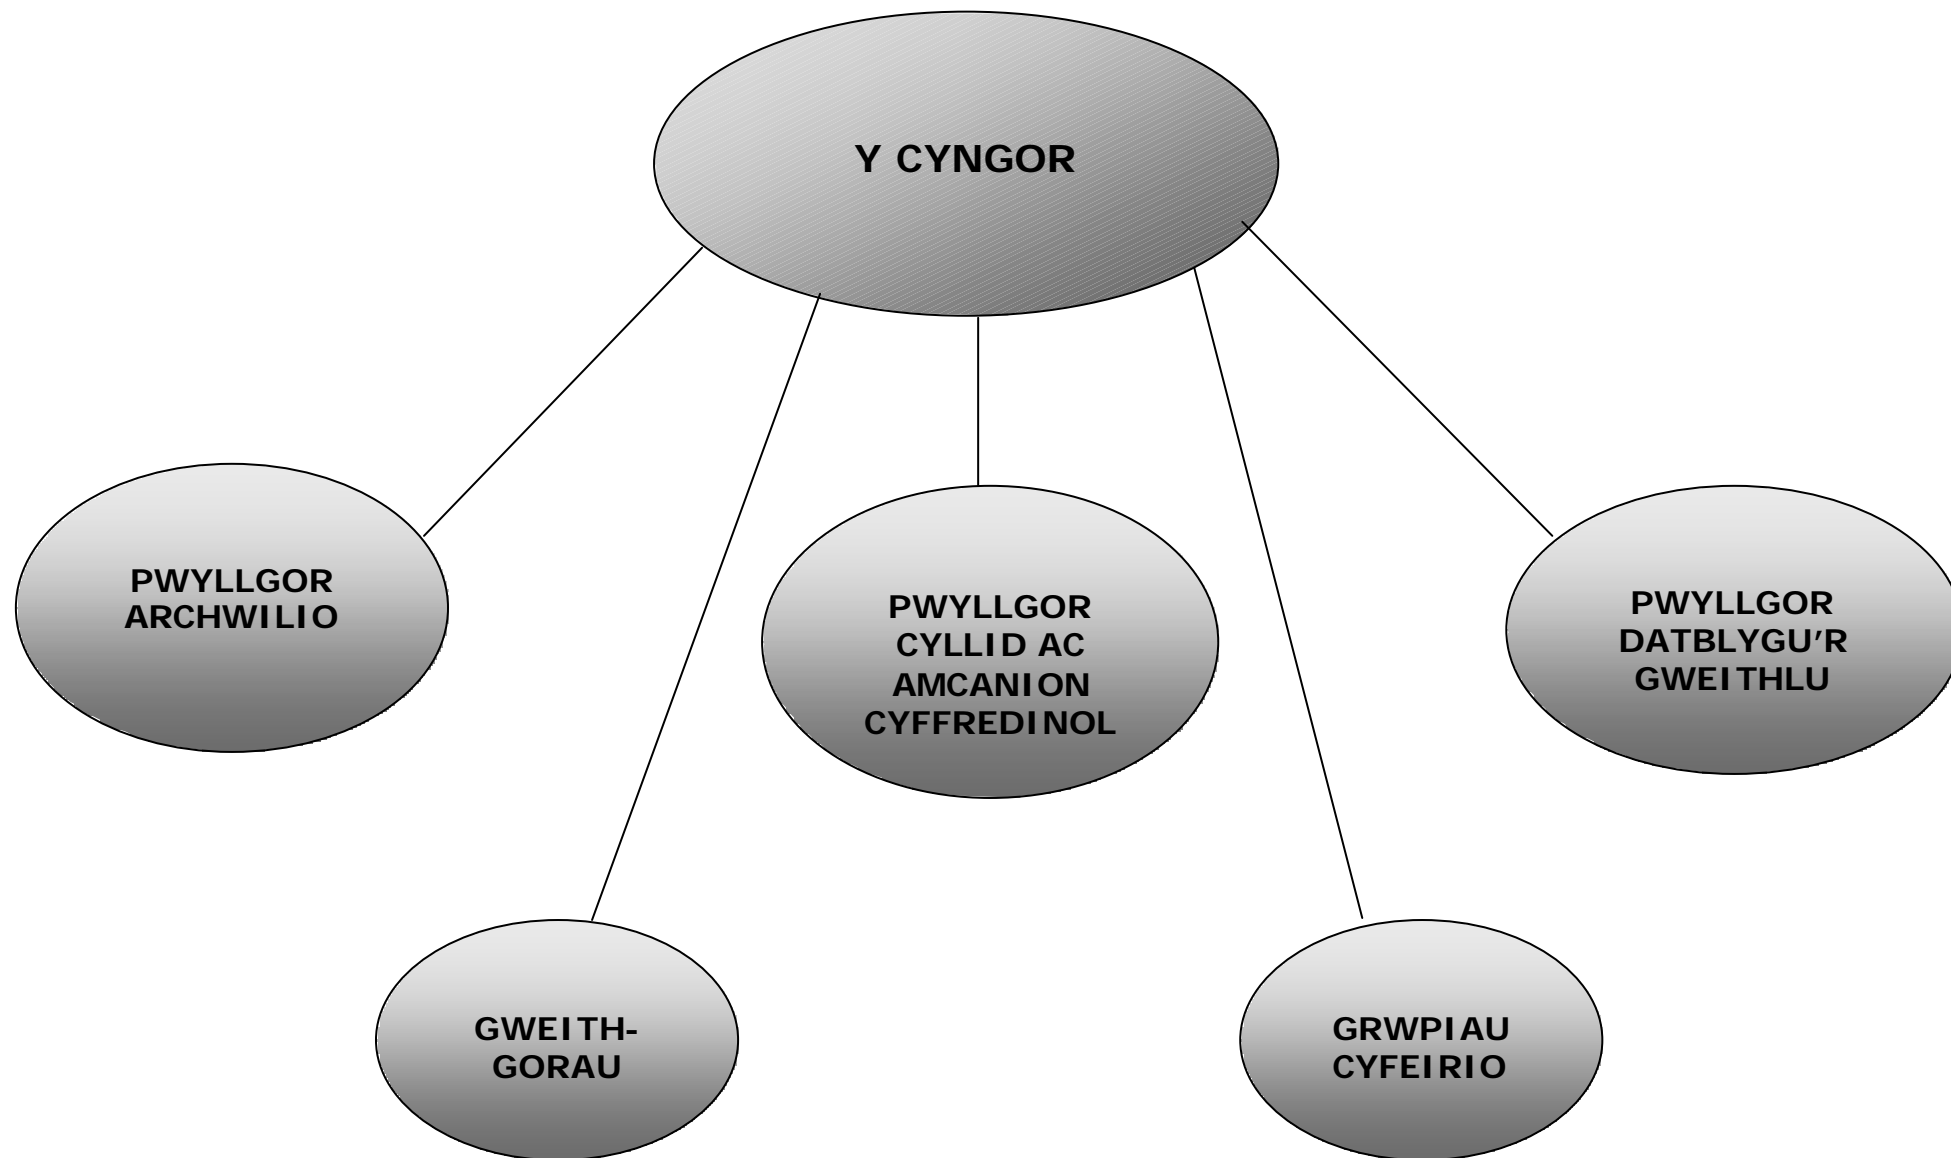 Y CYNGOR
PWYLLGOR
ARCHWILIO
PWYLLGOR
CYLLID AC
AMCANION
CYFFREDINOL
PWYLLGOR
DATBLYGU’R
GWEITHLU
GWEITH-
GORAU
GRWPIAU
CYFEIRIO